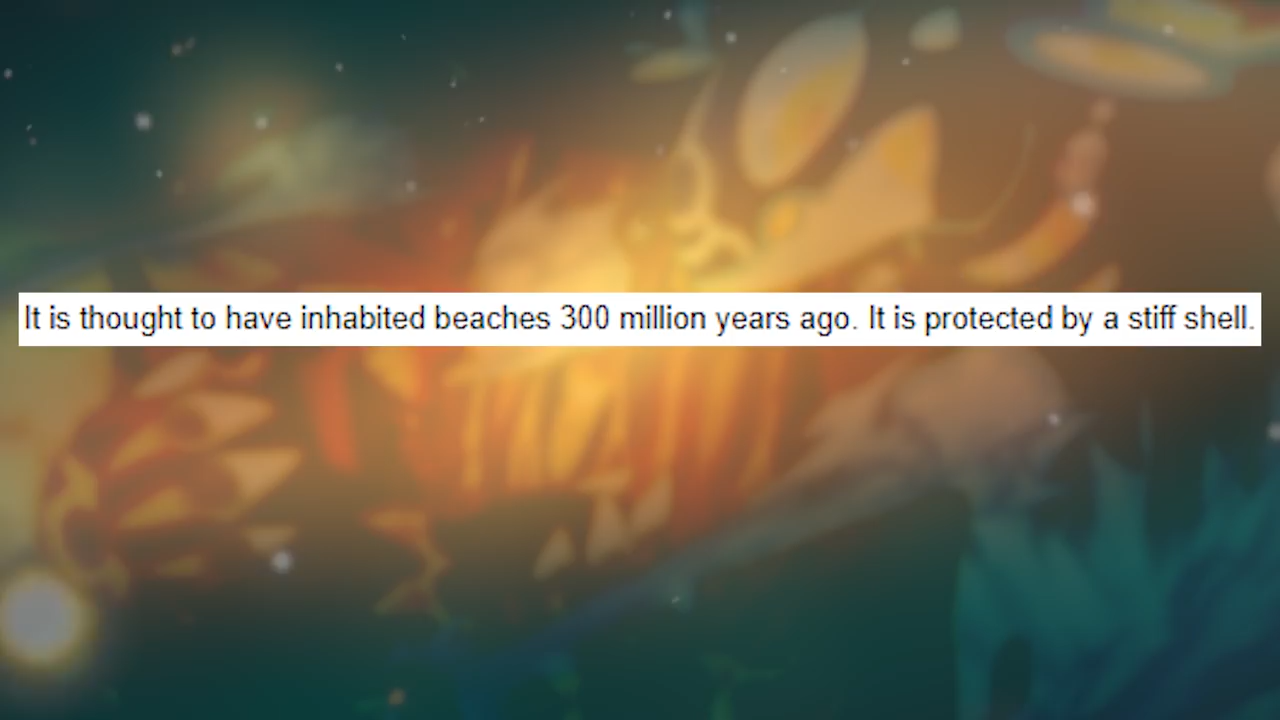 It is thought to have inhabited beaches 300 million years ago. It is protected by a stiff shell.